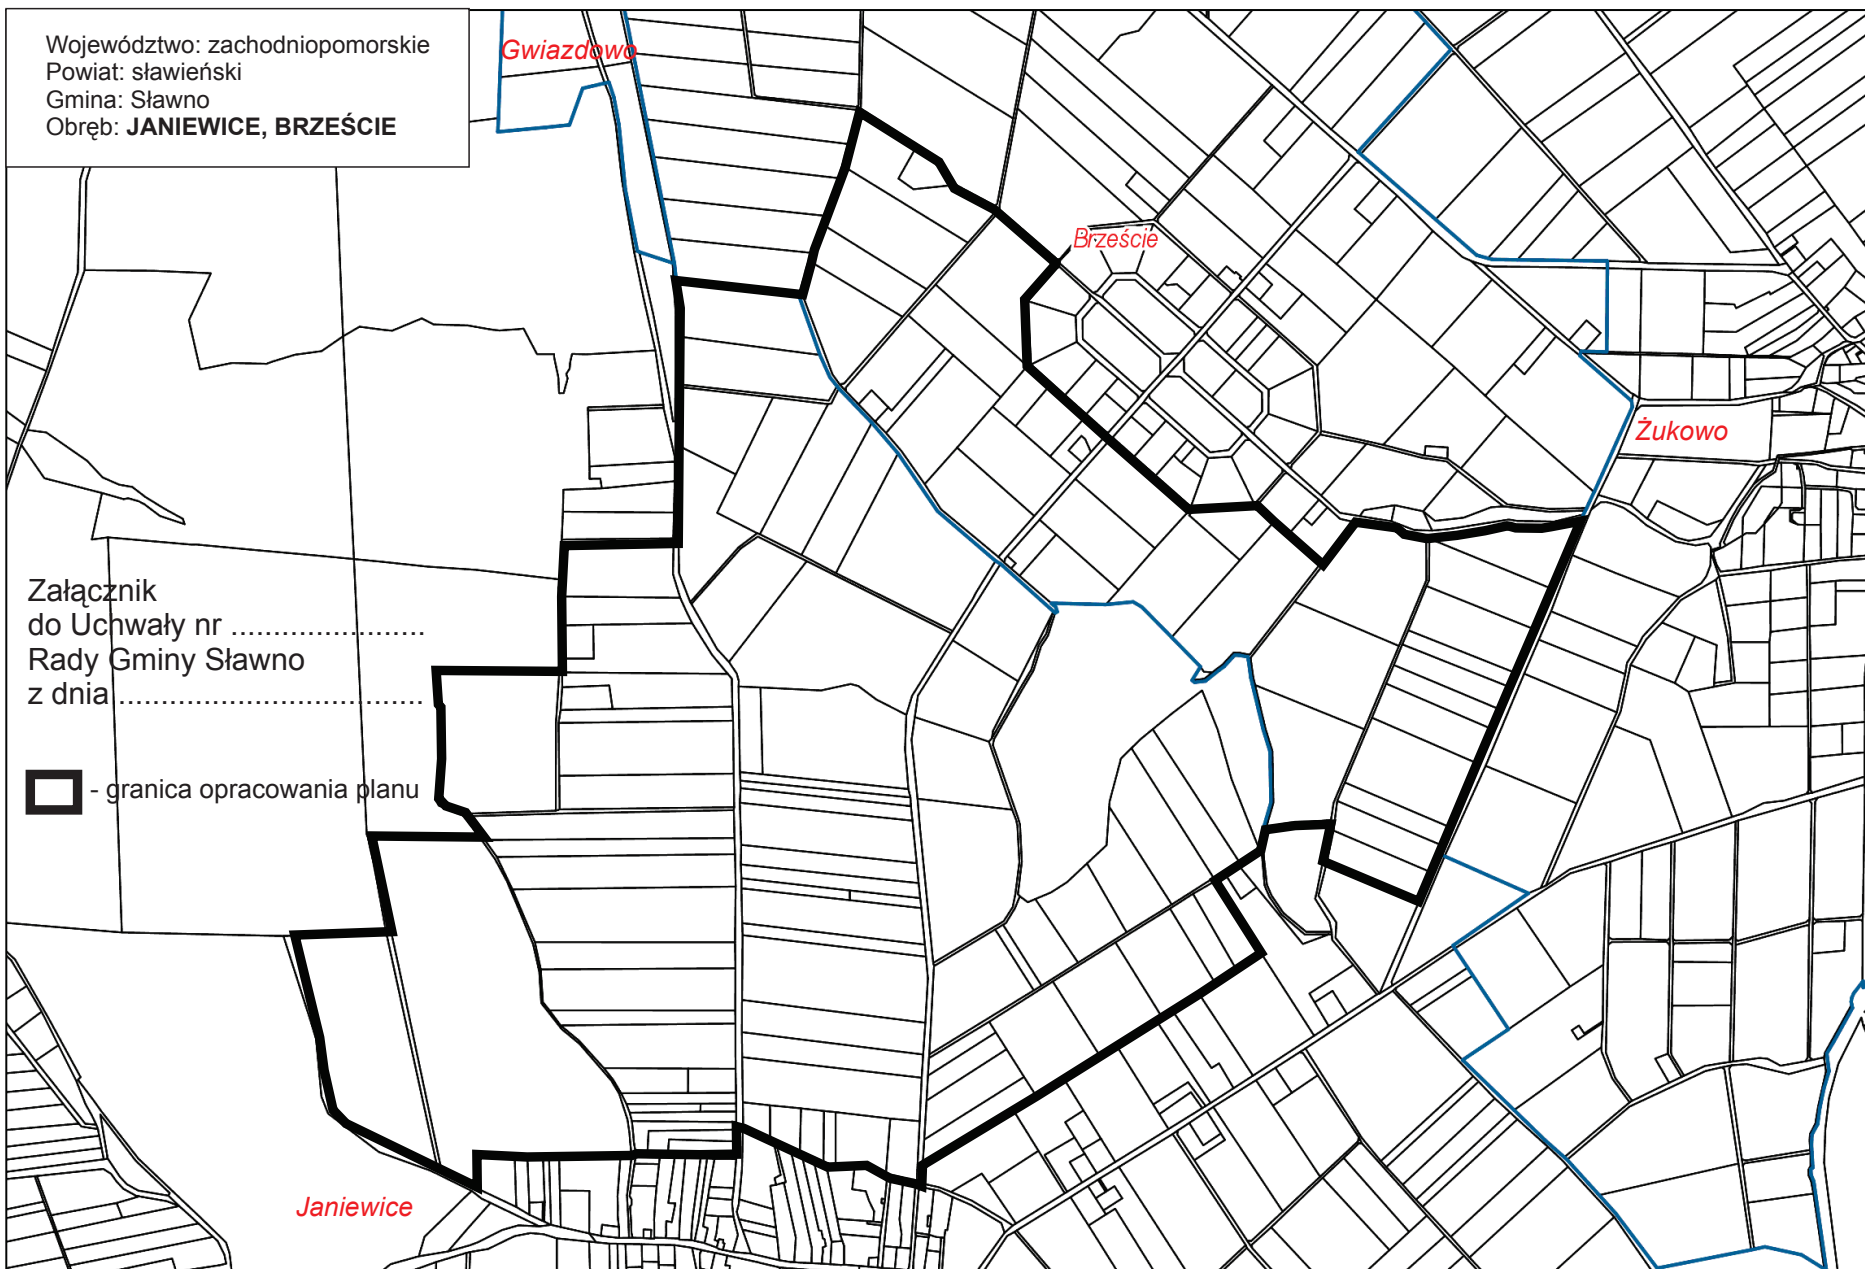 Województwo: zachodniopomorskie
Powiat: sławieński
Gmina: Sławno
Obręb: JANIEWICE, BRZEŚCIE
Gwiazdowo
Brzeście
Żukowo
Załącznik
do Uchwały nr .......................
Rady Gminy Sławno
z dnia ....................................
- granica opracowania planu
Janiewice